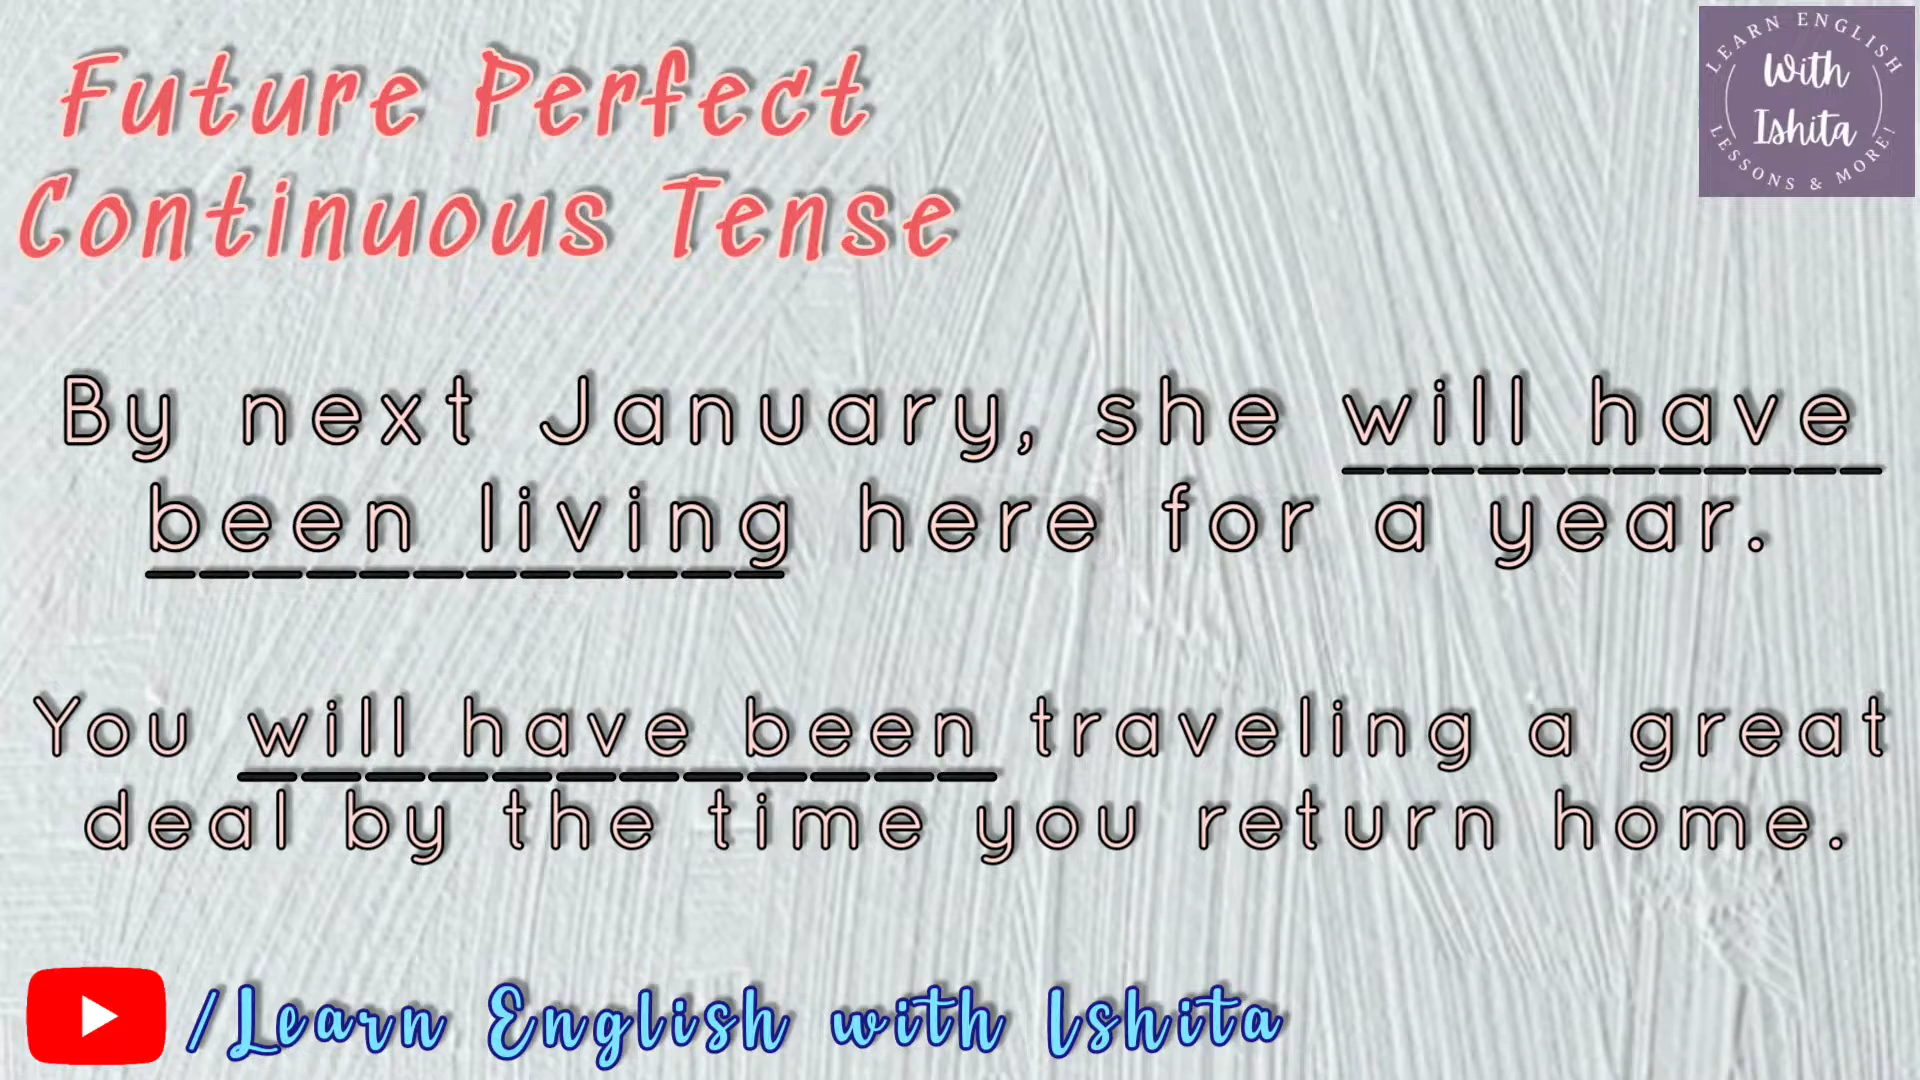 Future Perfect
Continuous Tense
LEARN ENGLISH
With
Ishita
LESSONS & MORE!
By next January, she will have
been living here for a year.
You will have been traveling a great
deal by the time you return home.
/Learn English with Ishita